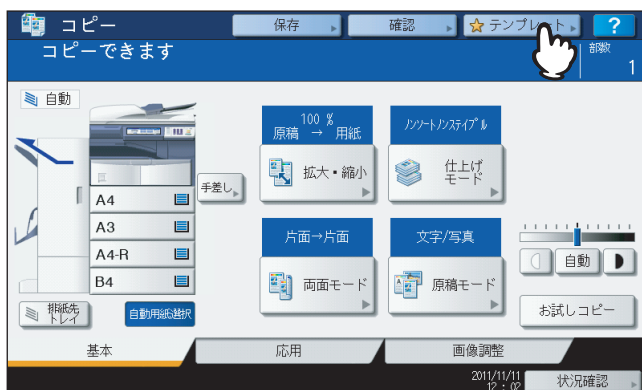 コピー
保存
確認
テンプレート
?
コピーできます
部数
1
自動
100 %
原稿 → 用紙
ﾉﾝｿｰﾄﾉﾝｽﾃｲﾌﾟﾙ
拡大・縮小
仕上げ
モード
手差し
A4
A3
A4-R
B4
片面→片面
文字/写真
両面モード
原稿モード
自動
お試しコピー
排紙先
トレイ
自動用紙選択
基本
応用
画像調整
2011/11/11
12 : 02
状況確認